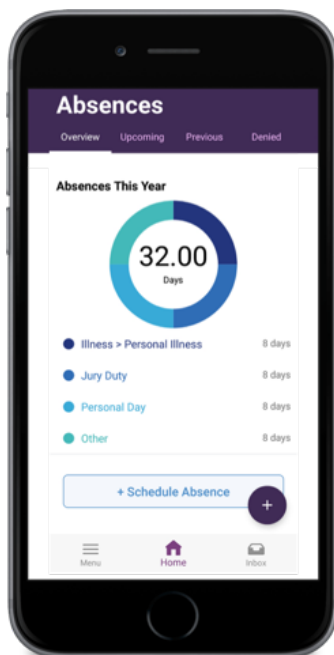 Absences
Overview Upcoming Previous Denied
Absences This Year
32.00
Days
Illness > Personal Illness 8 days
Jury Duty 8 days
Personal Day 8 days
Other 8 days
+ Schedule Absence
+
Menu Home Inbox